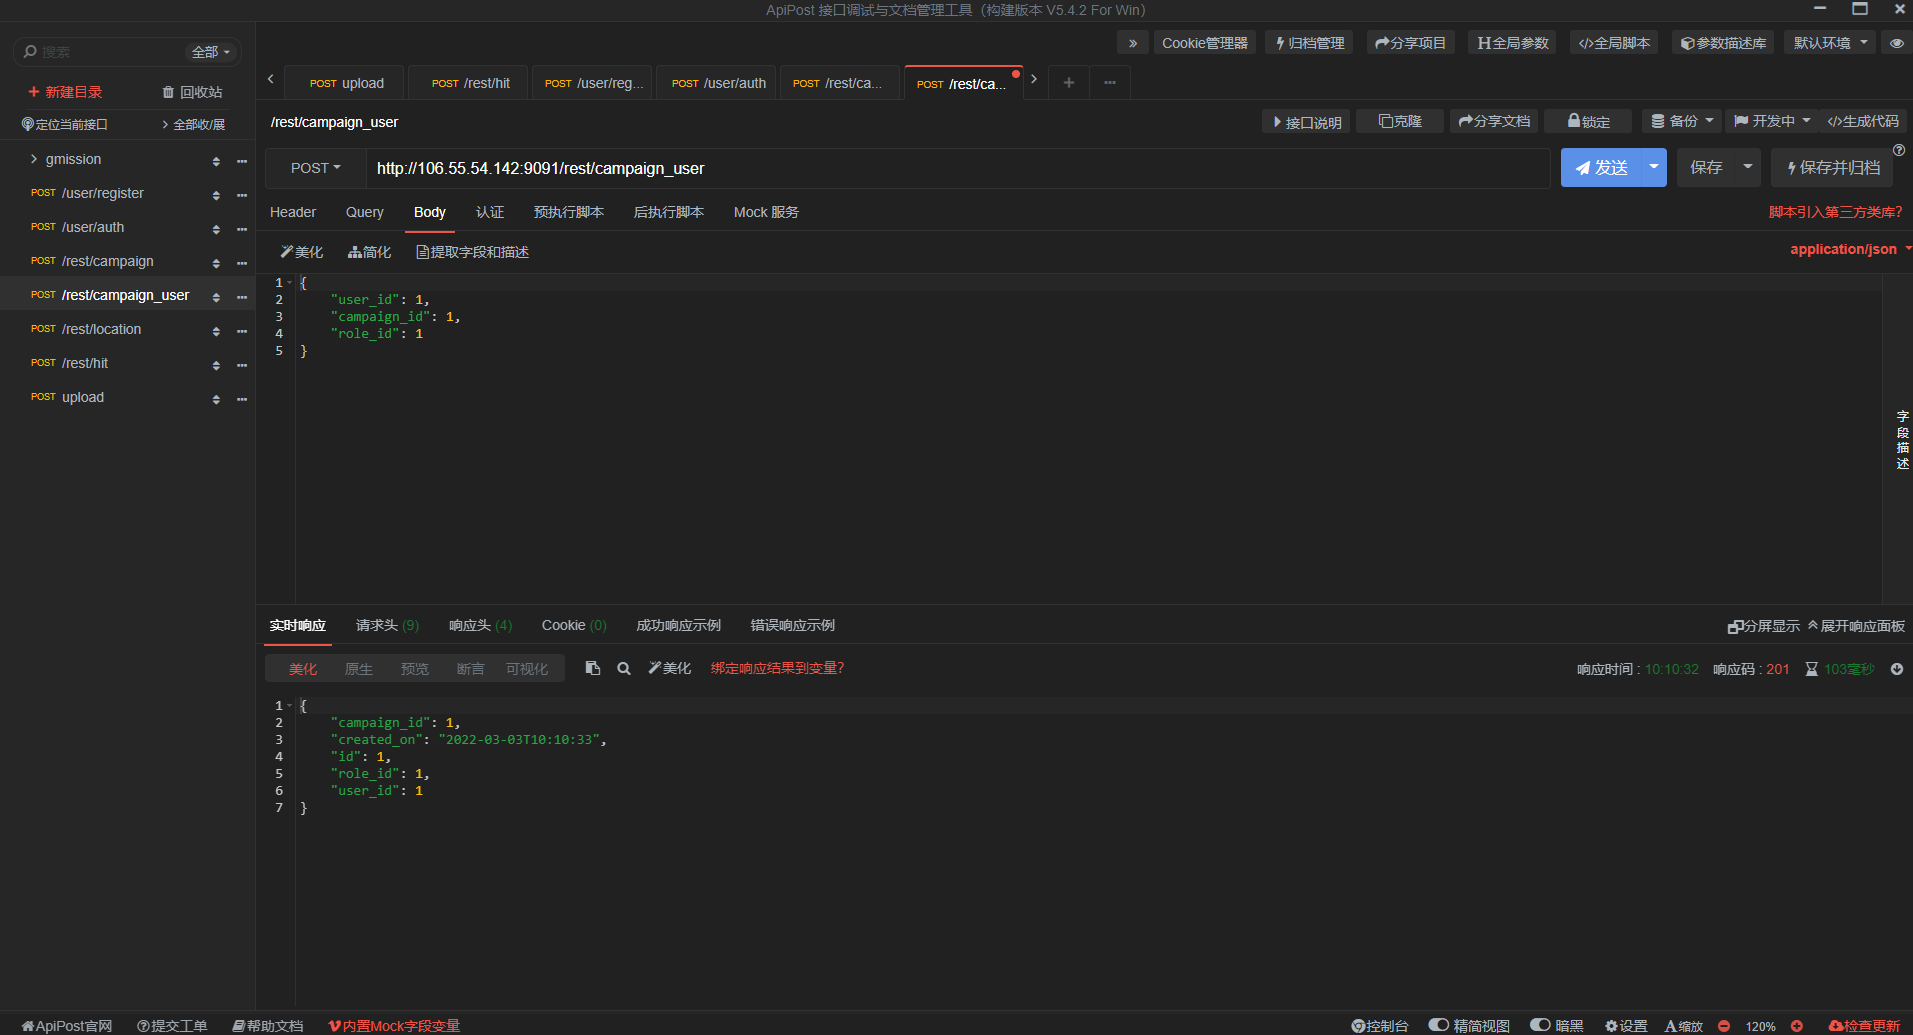 ApiPost 接口调试与文档管理工具（构建版本 V5.4.2 For Win）
搜索 全部
Cookie管理器 归档管理 分享项目 全局参数 </>全局脚本 参数描述库 默认环境
POST upload POST /rest/hit POST /user/reg... POST /user/auth POST /rest/ca... POST /rest/ca...
新建目录 回收站
定位当前接口 全部收/展
gmission
POST /user/register
POST /user/auth
POST /rest/campaign
POST /rest/campaign_user
POST /rest/location
POST /rest/hit
POST upload
/rest/campaign_user
接口说明 克隆 分享文档 锁定 备份 开发中 </>生成代码
POST http://106.55.54.142:9091/rest/campaign_user 发送 保存 保存并归档
Header Query Body 认证 预执行脚本 后执行脚本 Mock 服务 脚本引入第三方类库?
美化 简化 提取字段和描述 application/json
1 {
2 "user_id": 1,
3 "campaign_id": 1,
4 "role_id": 1
5 }
字段描述
实时响应 请求头 (9) 响应头 (4) Cookie (0) 成功响应示例 错误响应示例 分屏显示 展开响应面板
美化 原生 预览 断言 可视化 美化 绑定响应结果到变量? 响应时间 : 10:10:32 响应码 : 201 103毫秒
1 {
2 "campaign_id": 1,
3 "created_on": "2022-03-03T10:10:33",
4 "id": 1,
5 "role_id": 1,
6 "user_id": 1
7 }
ApiPost官网 提交工单 帮助文档 内置Mock字段变量 控制台 精简视图 暗黑 设置 缩放 120% 检查更新